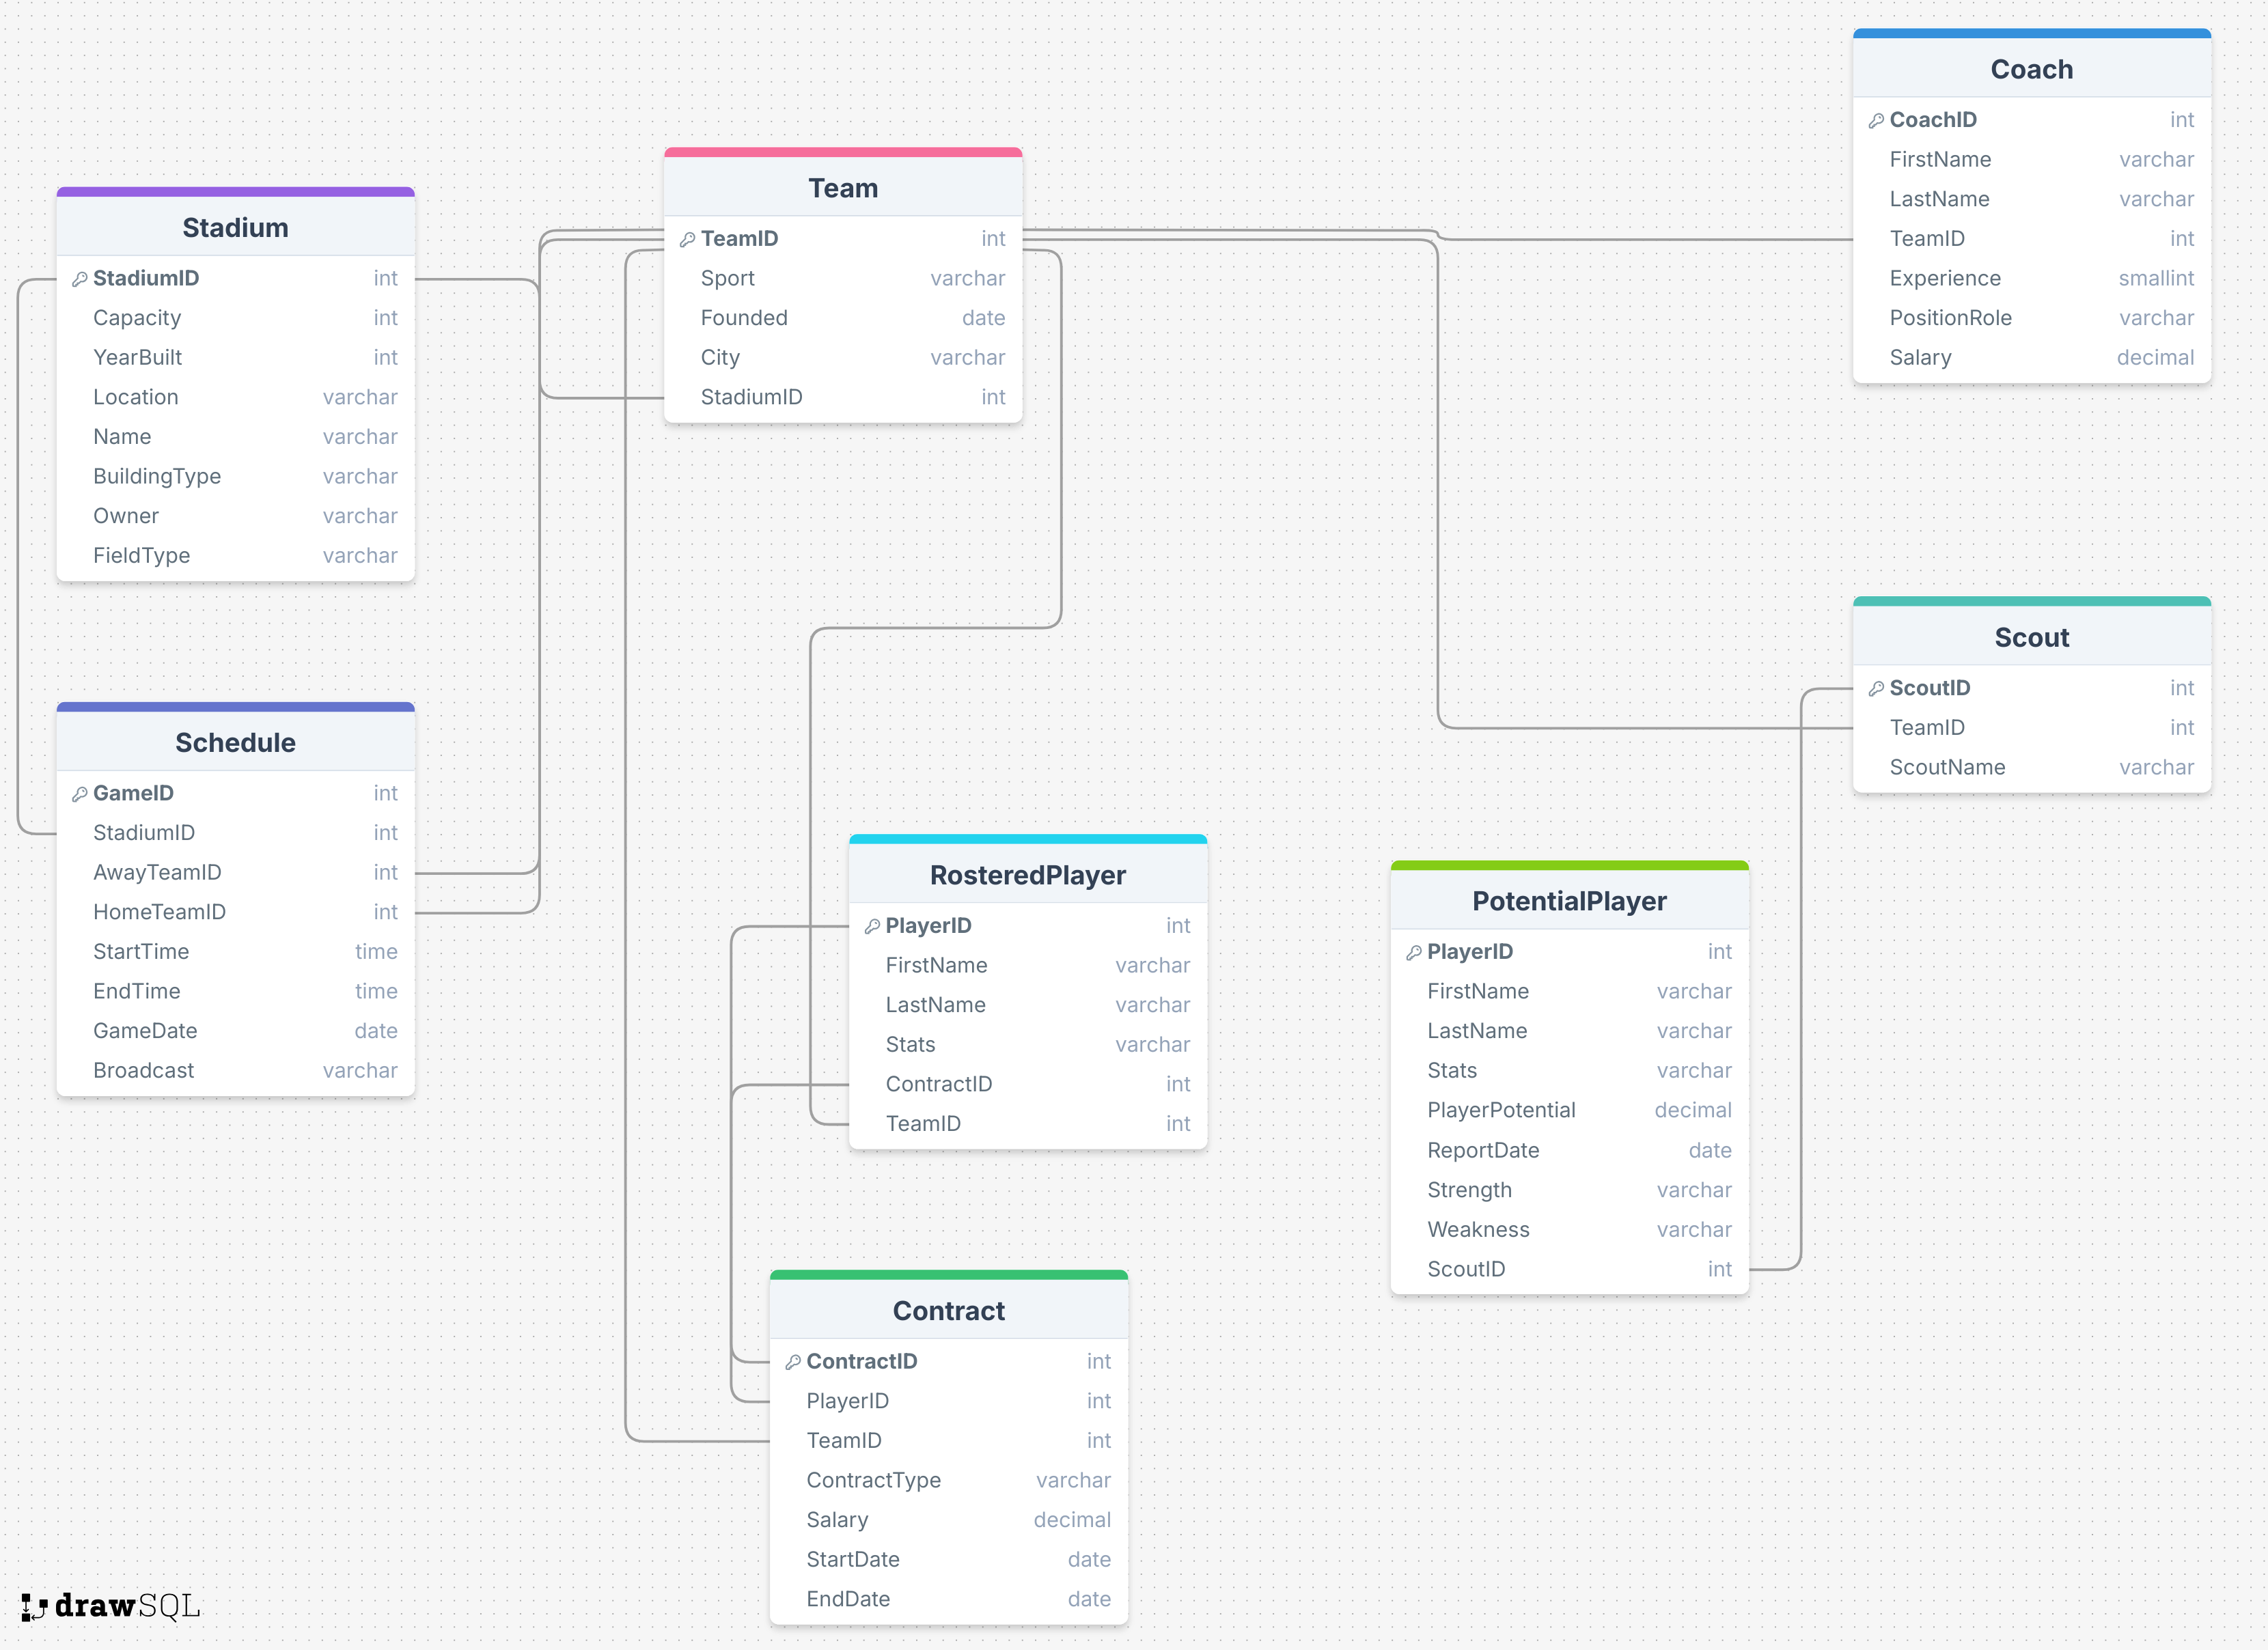 Coach
CoachID int
FirstName varchar
LastName varchar
TeamID int
Experience smallint
PositionRole varchar
Salary decimal
Team
TeamID int
Sport varchar
Founded date
City varchar
StadiumID int
Stadium
StadiumID int
Capacity int
YearBuilt int
Location varchar
Name varchar
BuildingType varchar
Owner varchar
FieldType varchar
Scout
ScoutID int
TeamID int
ScoutName varchar
Schedule
GameID int
StadiumID int
AwayTeamID int
HomeTeamID int
StartTime time
EndTime time
GameDate date
Broadcast varchar
RosteredPlayer
PlayerID int
FirstName varchar
LastName varchar
Stats varchar
ContractID int
TeamID int
PotentialPlayer
PlayerID int
FirstName varchar
LastName varchar
Stats varchar
PlayerPotential decimal
ReportDate date
Strength varchar
Weakness varchar
ScoutID int
Contract
ContractID int
PlayerID int
TeamID int
ContractType varchar
Salary decimal
StartDate date
EndDate date
drawSQL